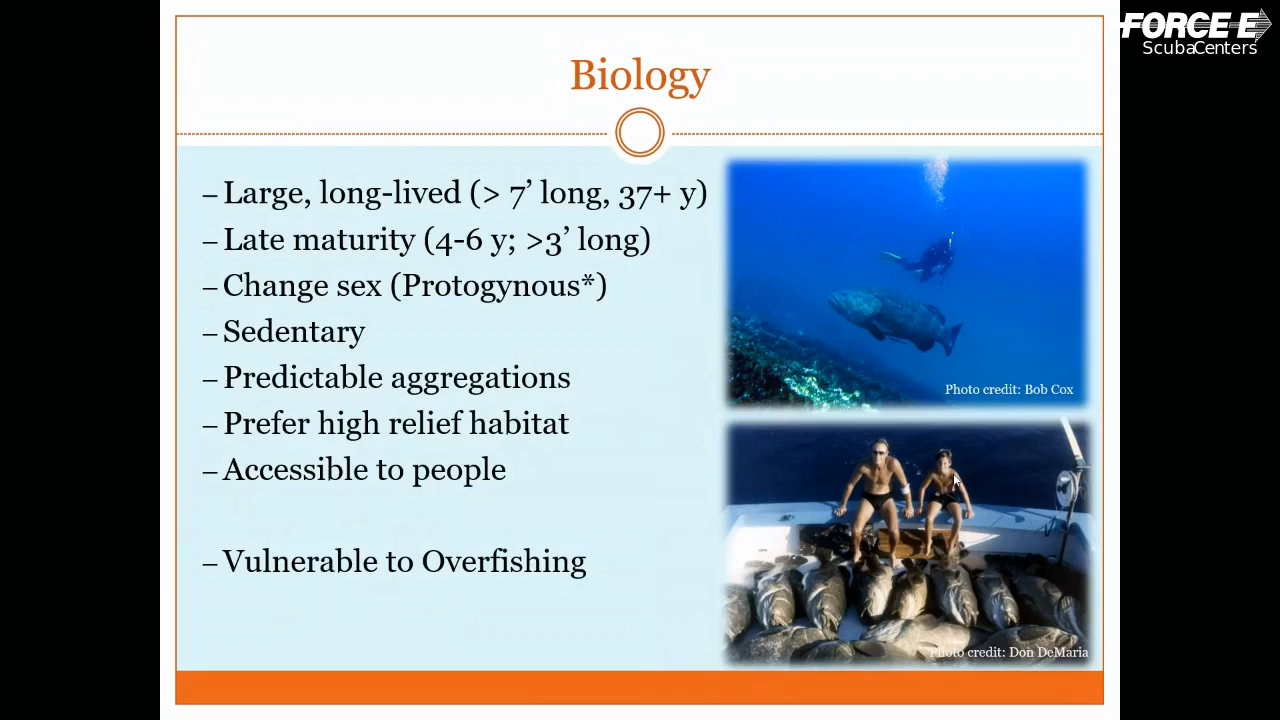 FORCE E
ScubaCenters
Biology
– Large, long-lived (> 7’ long, 37+ y)
– Late maturity (4-6 y; >3’ long)
– Change sex (Protogynous*)
– Sedentary
– Predictable aggregations
– Prefer high relief habitat
– Accessible to people
– Vulnerable to Overfishing
Photo credit: Bob Cox
Photo credit: Don DeMaria